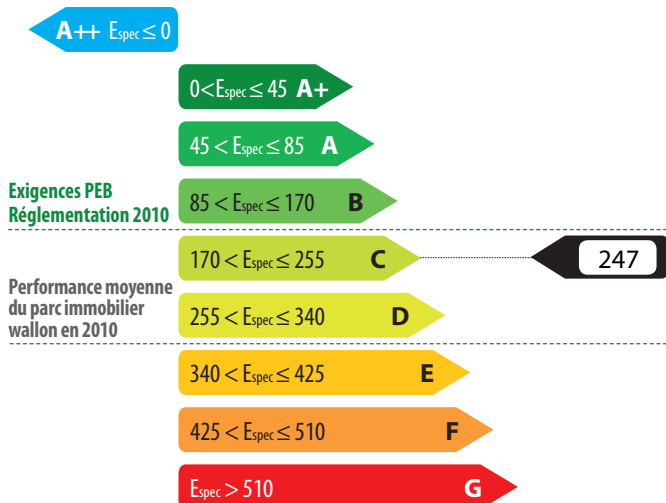 A++ Espec ≤ 0
0 < Espec ≤ 45 A+
45 < Espec ≤ 85 A
Exigences PEB
Réglementation 2010
85 < Espec ≤ 170 B
170 < Espec ≤ 255 C
247
Performance moyenne
du parc immobilier
wallon en 2010
255 < Espec ≤ 340 D
340 < Espec ≤ 425 E
425 < Espec ≤ 510 F
Espec > 510 G